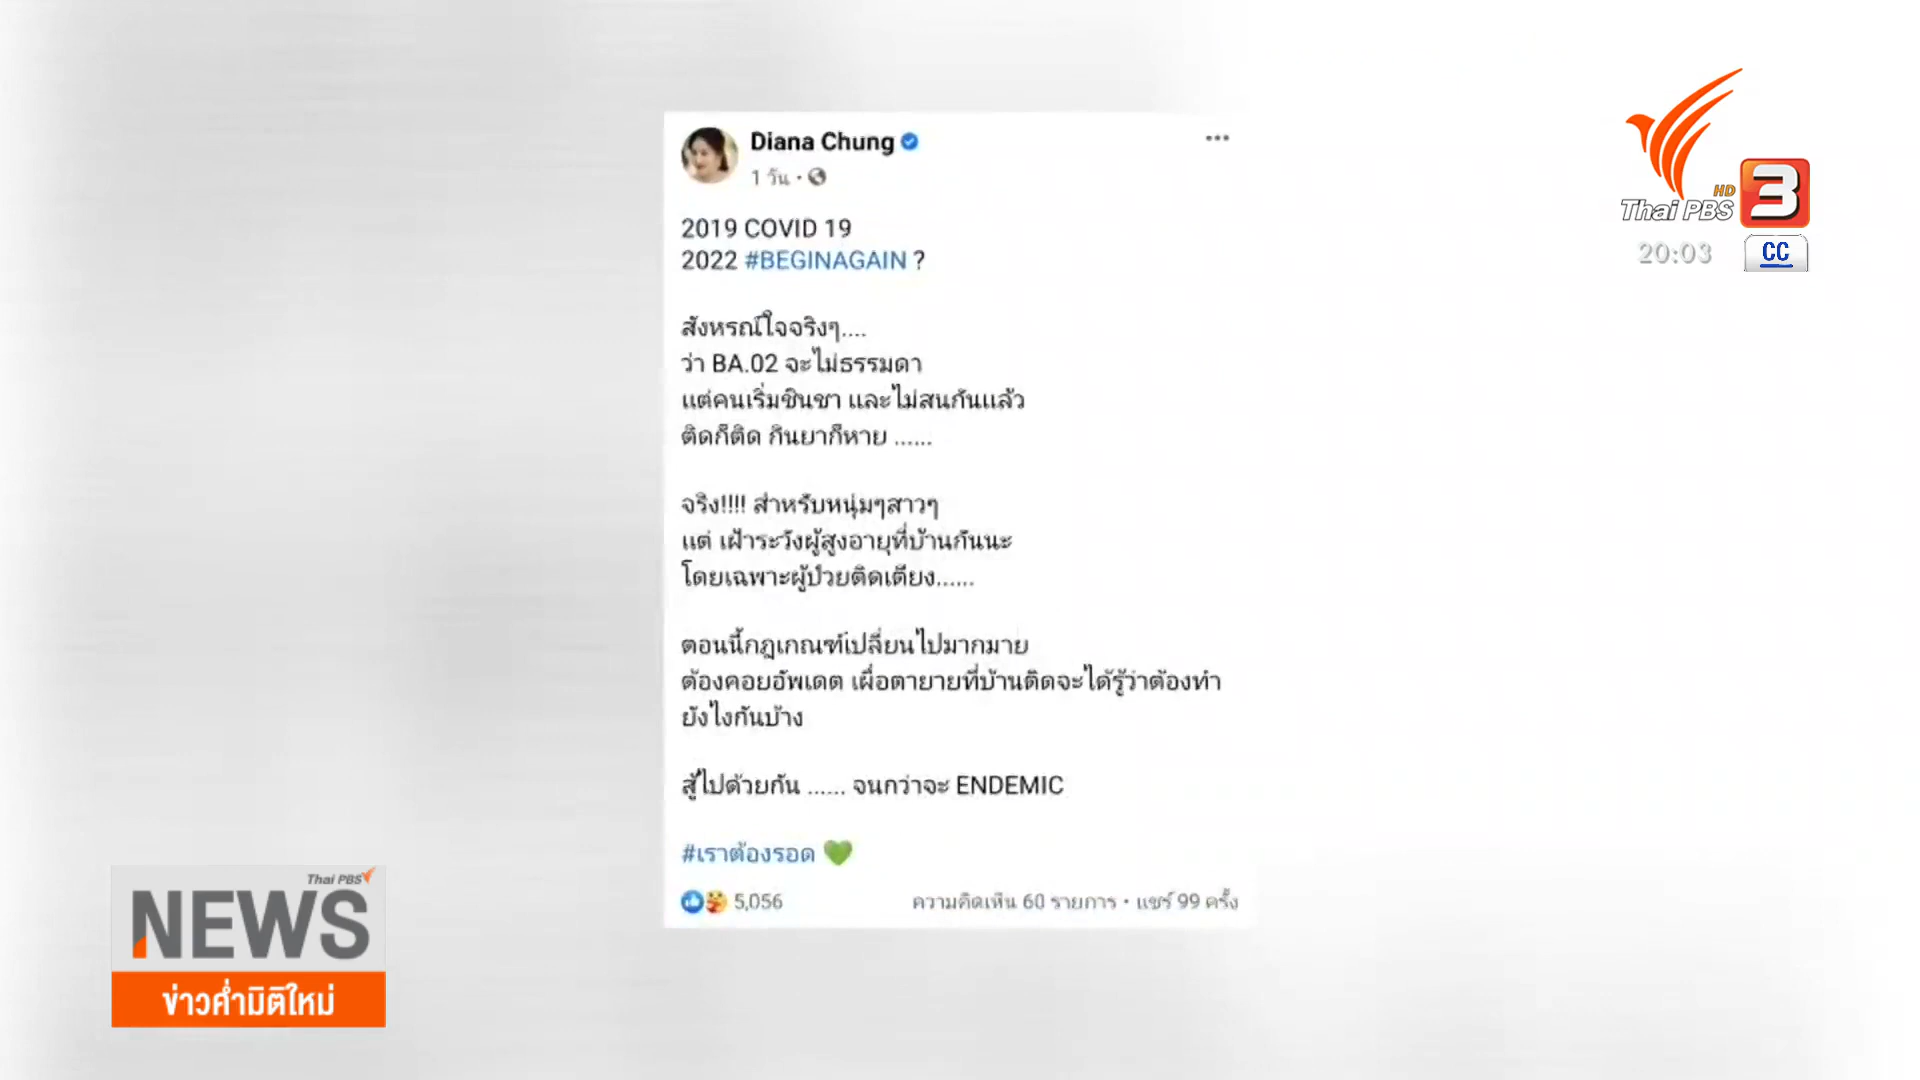 Diana Chung
1 วัน
2019 COVID 19
2022 #BEGINAGAIN ?
สังหรณ์ใจจริงๆ....
ว่า BA.02 จะไม่ธรรมดา
แต่คนเริ่มชินชา และไม่สนกันแล้ว
ติดก็ติด กินยาก็หาย ......
จริง!!!! สำหรับหนุ่มๆสาวๆ
แต่ เฝ้าระวังผู้สูงอายุที่บ้านกันนะ
โดยเฉพาะผู้ป่วยติดเตียง......
ตอนนี้กฎเกณฑ์เปลี่ยนไปมากมาย
ต้องคอยอัพเดต เผื่อตายายที่บ้านติดจะได้รู้ว่าต้องทำ
ยังไงกันบ้าง
สู้ไปด้วยกัน ...... จนกว่าจะ ENDEMIC
#เราต้องรอด
5,056 ความคิดเห็น 60 รายการ • แชร์ 99 ครั้ง
Thai PBS HD 3
20:03 CC
Thai PBS
NEWS
ข่าวค่ำมิติใหม่